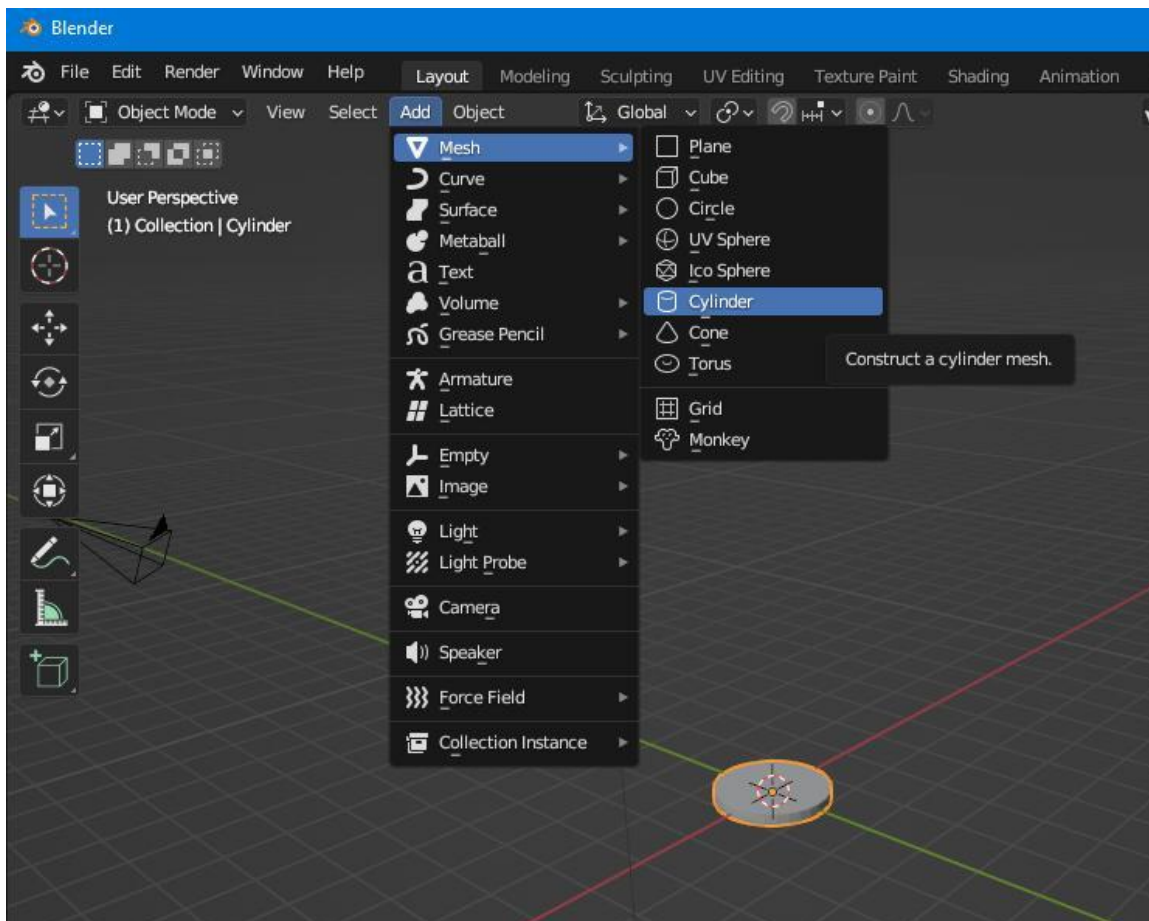 Blender
File Edit Render Window Help Layout Modeling Sculpting UV Editing Texture Paint Shading Animation
Object Mode View Select Add Object Global
User Perspective
(1) Collection | Cylinder
Mesh
Curve
Surface
Metaball
Text
Volume
Grease Pencil
Armature
Lattice
Empty
Image
Light
Light Probe
Camera
Speaker
Force Field
Collection Instance
Plane
Cube
Circle
UV Sphere
Ico Sphere
Cylinder
Cone
Torus
Grid
Monkey
Construct a cylinder mesh.